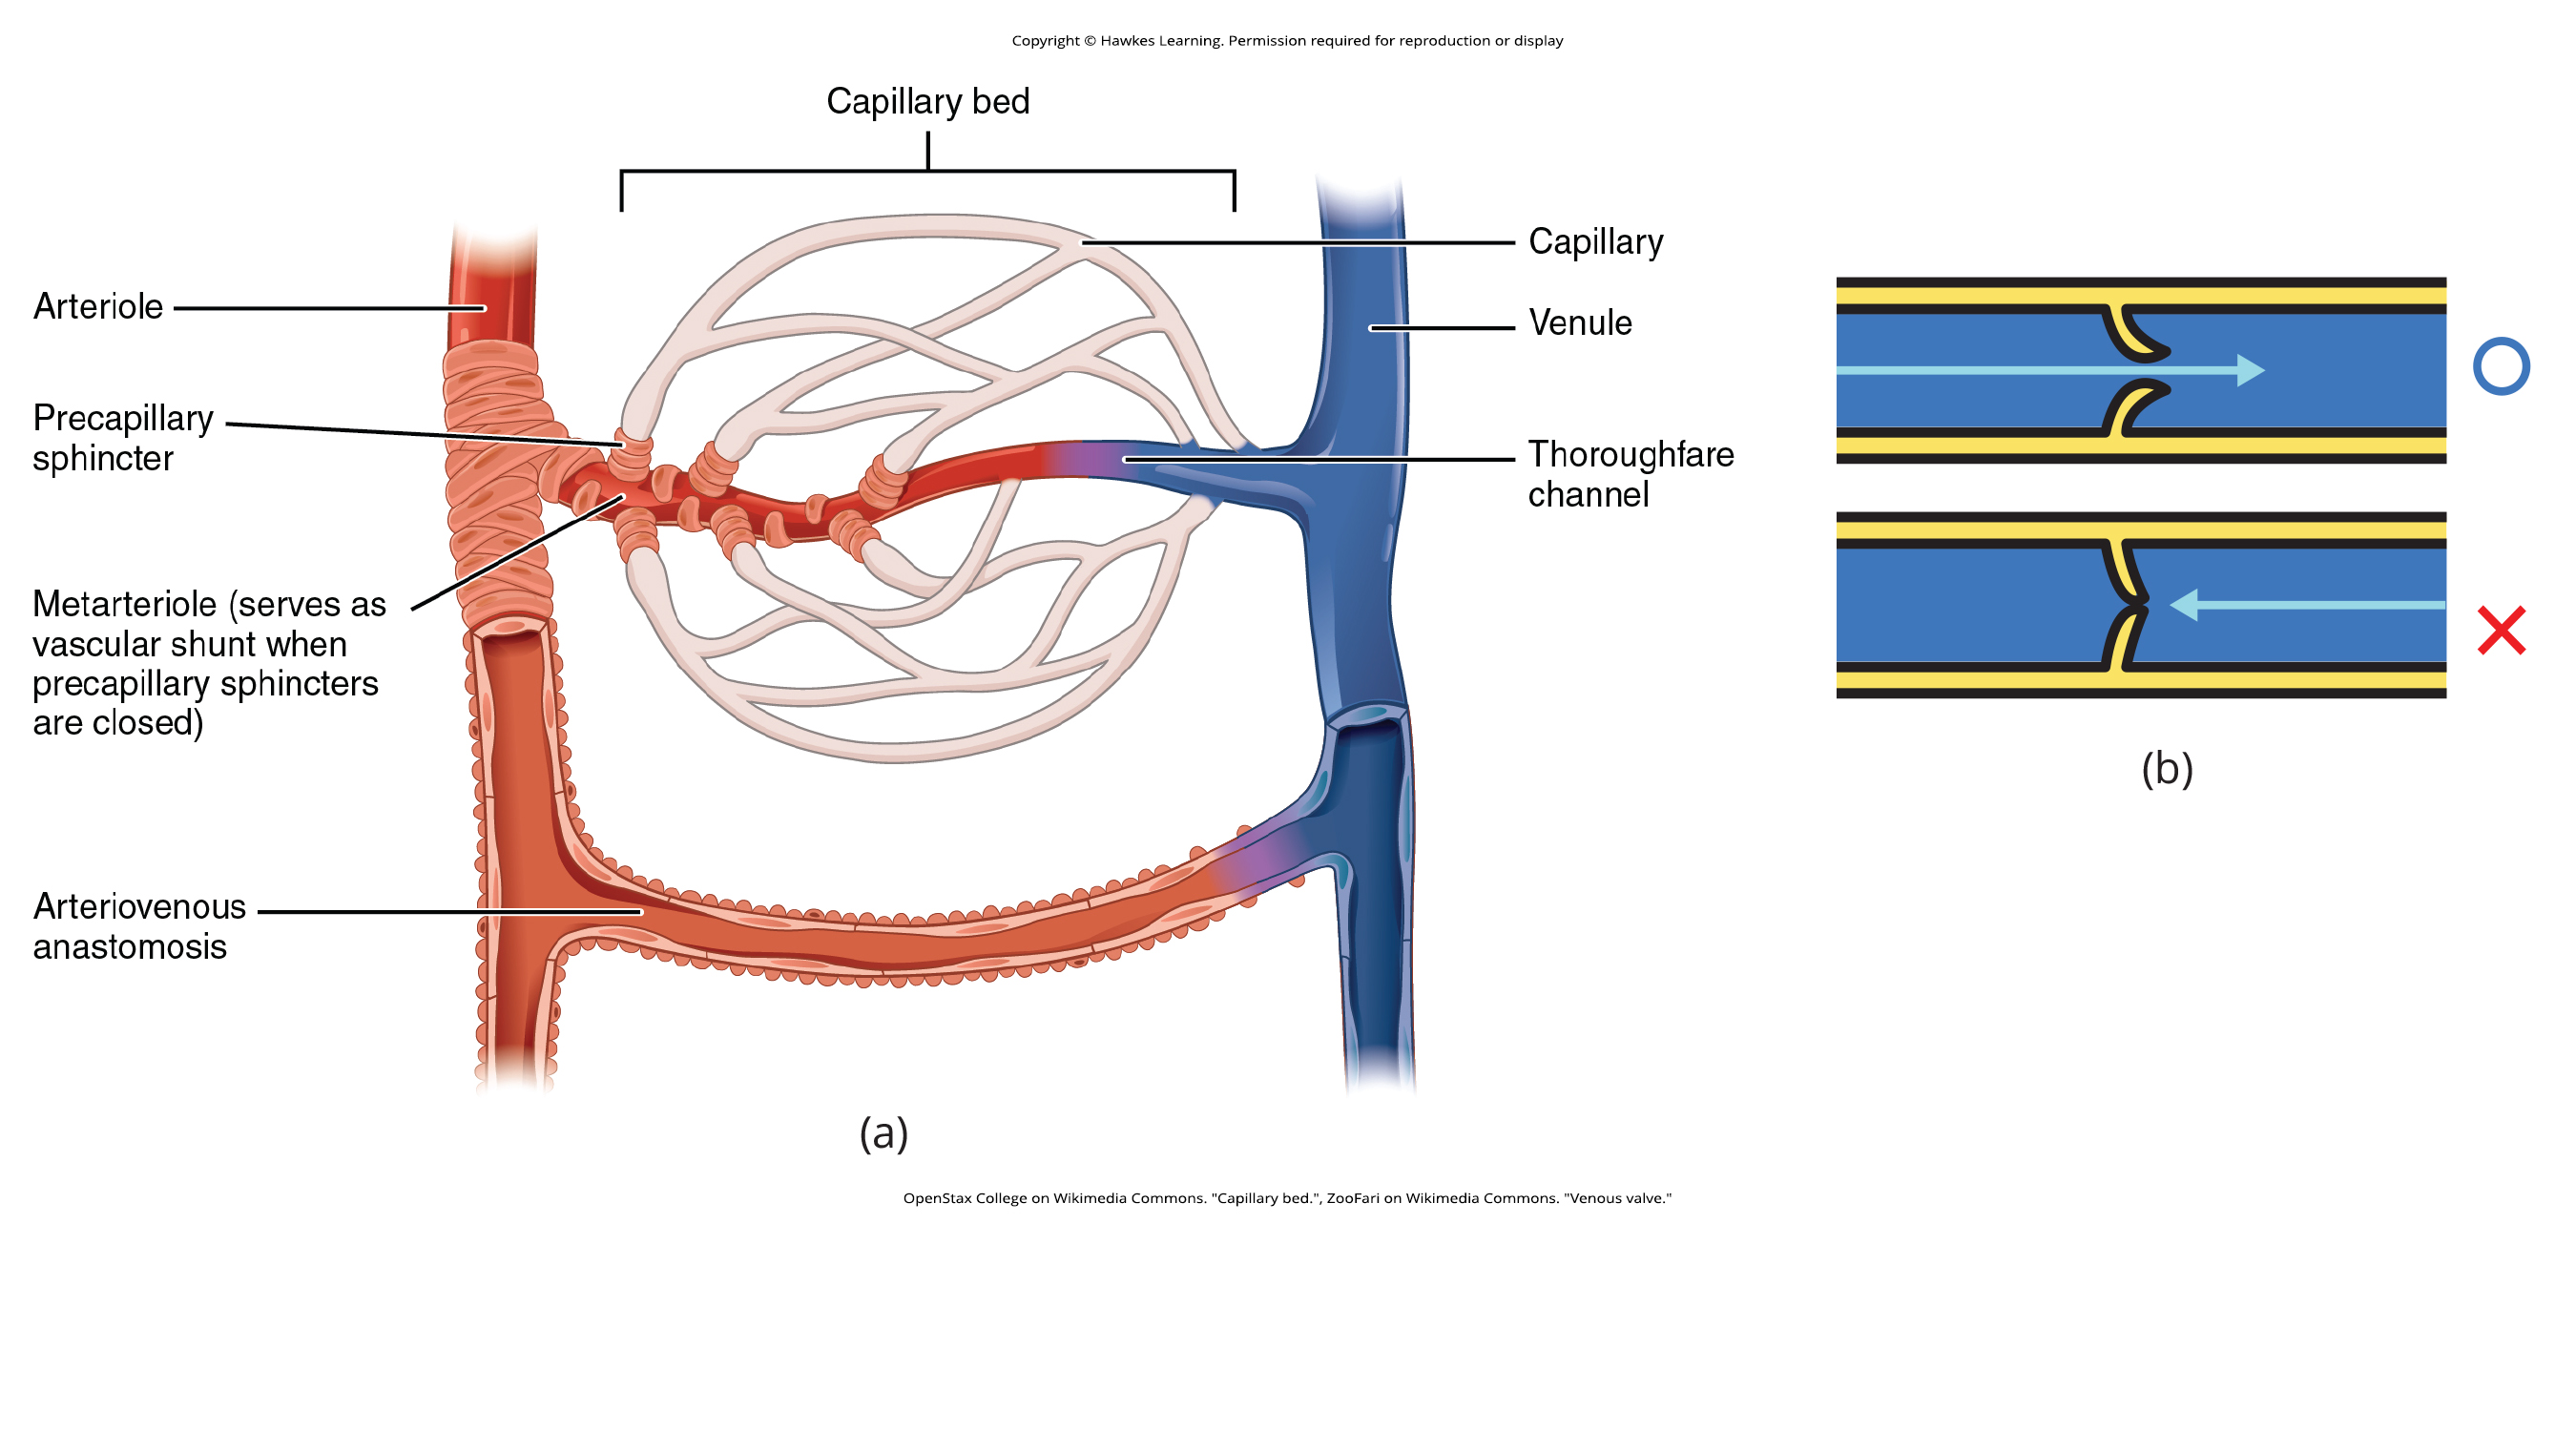 Copyright © Hawkes Learning. Permission required for reproduction or display
Capillary bed
Capillary
Arteriole
Venule
Precapillary
sphincter
Thoroughfare
channel
Metarteriole (serves as
vascular shunt when
precapillary sphincters
are closed)
Arteriovenous
anastomosis
(b)
(a)
OpenStax College on Wikimedia Commons. "Capillary bed.", ZooFari on Wikimedia Commons. "Venous valve."